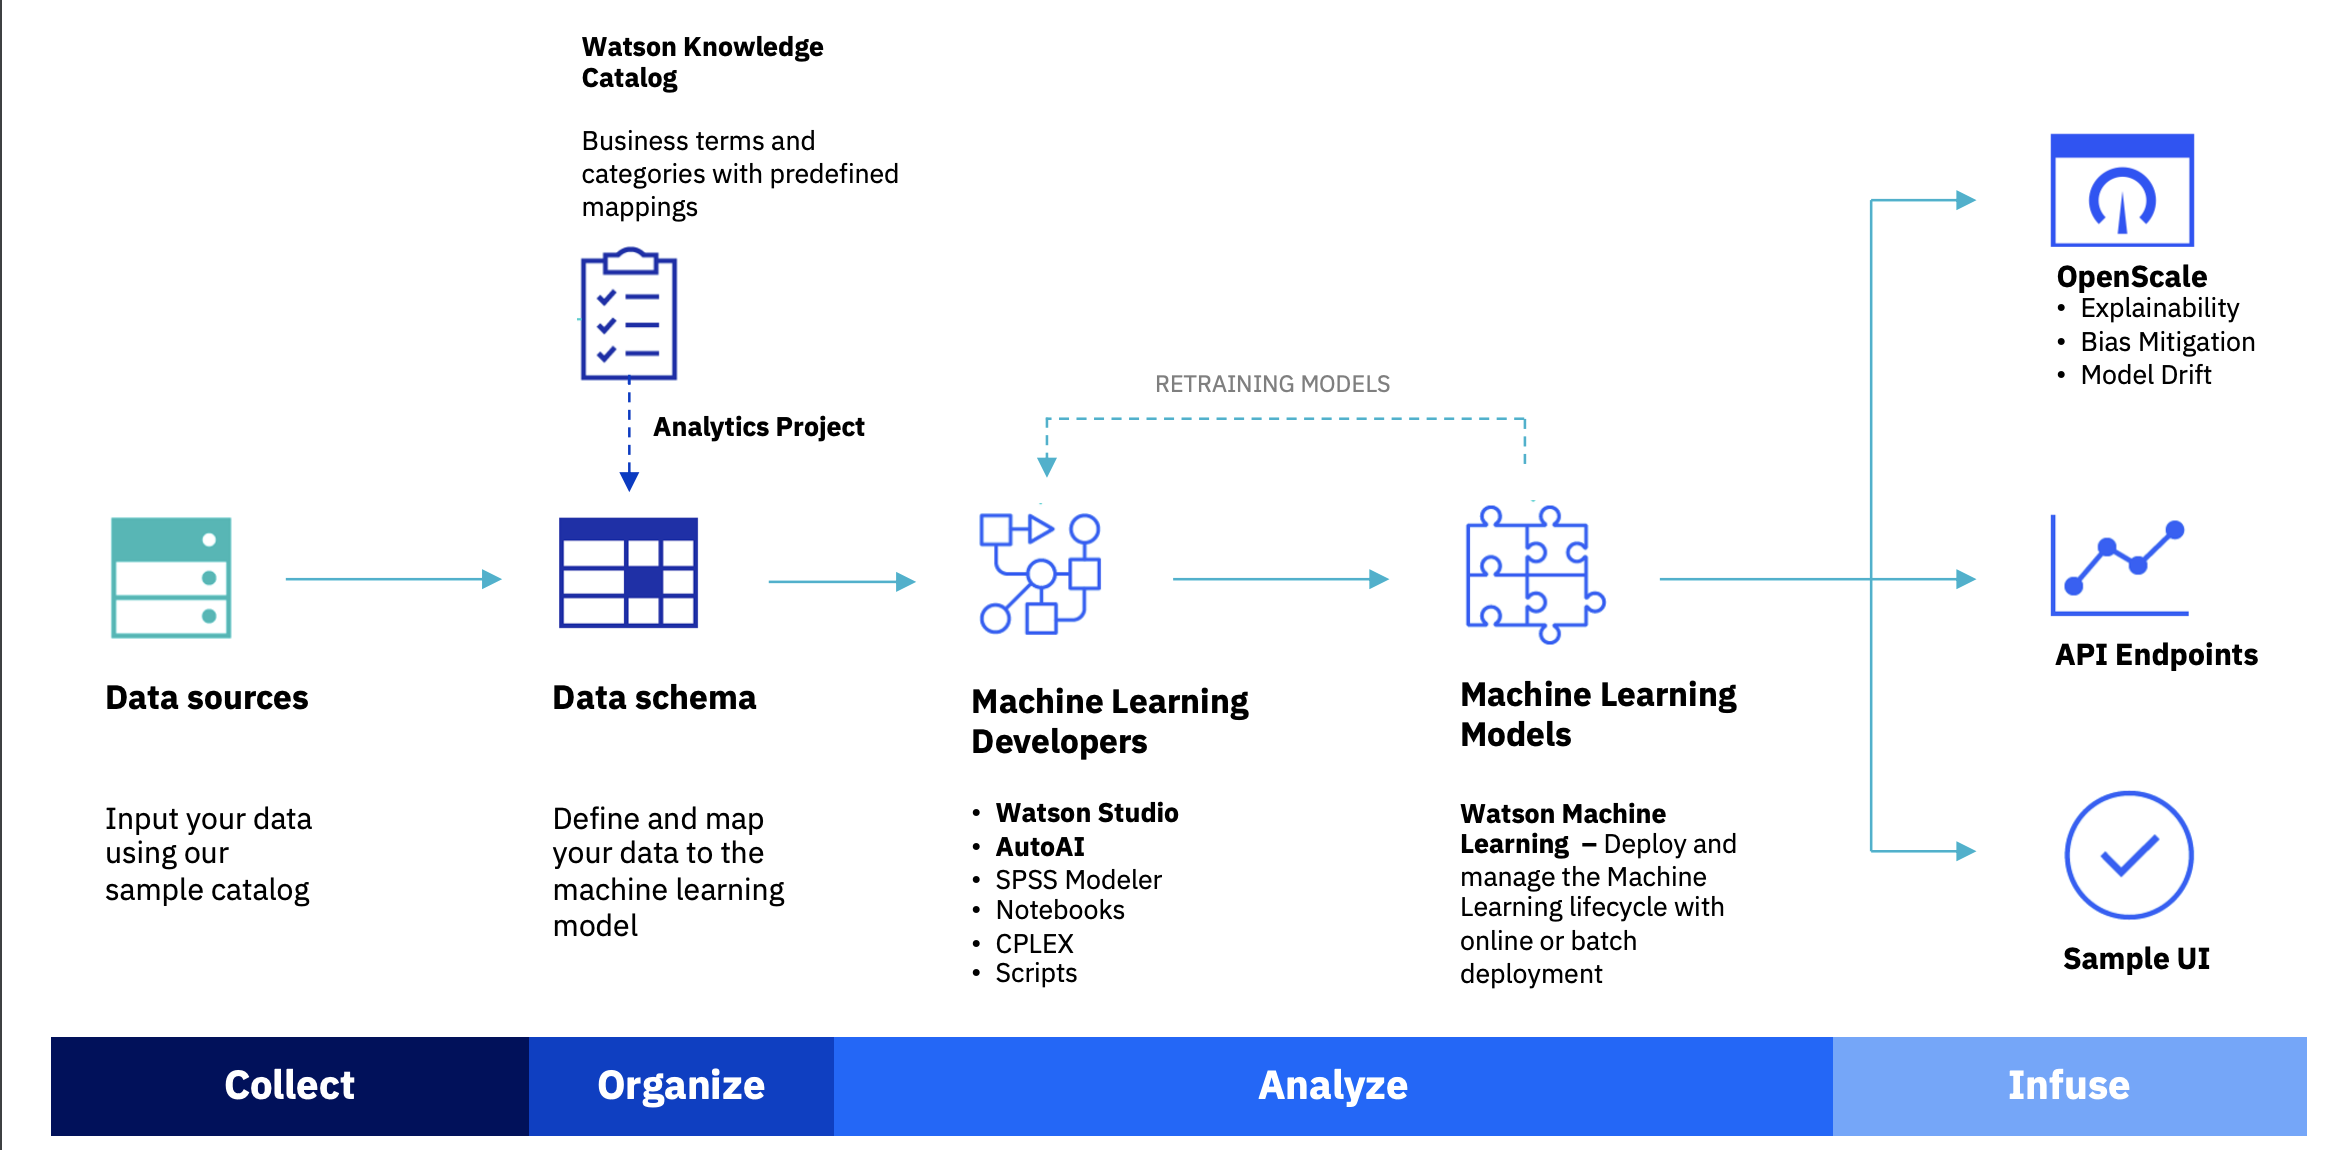 Watson Knowledge
Catalog
Business terms and
categories with predefined
mappings
Analytics Project
RETRAINING MODELS
Data sources
Input your data
using our
sample catalog
Data schema
Define and map
your data to the
machine learning
model
Machine Learning
Developers
• Watson Studio
• AutoAI
• SPSS Modeler
• Notebooks
• CPLEX
• Scripts
Machine Learning
Models
Watson Machine
Learning – Deploy and
manage the Machine
Learning lifecycle with
online or batch
deployment
OpenScale
• Explainability
• Bias Mitigation
• Model Drift
API Endpoints
Sample UI
Collect
Organize
Analyze
Infuse